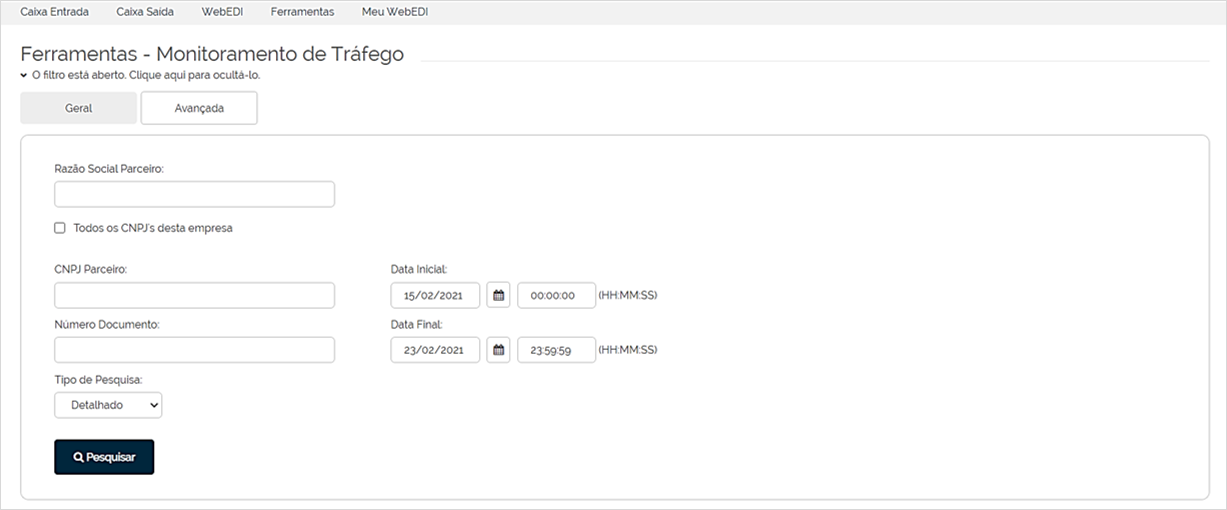 Caixa Entrada Caixa Saída WebEDI Ferramentas Meu WebEDI
Ferramentas - Monitoramento de Tráfego
O filtro está aberto. Clique aqui para ocultá-lo.
Geral Avançada
Razão Social Parceiro:
Todos os CNPJ's desta empresa
CNPJ Parceiro: Data Inicial:
15/02/2021 00:00:00 (HH:MM:SS)
Número Documento: Data Final:
23/02/2021 23:59:59 (HH:MM:SS)
Tipo de Pesquisa:
Detalhado
Pesquisar